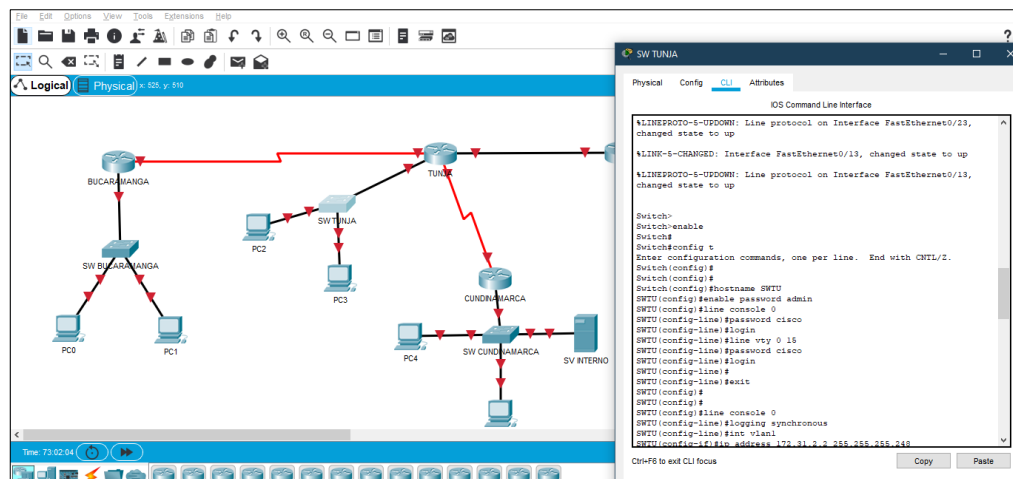 File Edit Options View Tools Extensions Help
?
Logical Physical x: 525, y: 510
BUCARAMANGA
TUNJA
SW TUNJA
PC2
SW BUCARAMANGA
PC3
CUNDINAMARCA
PC0
PC1
PC4
SW CUNDINAMARCA
SV INTERNO
Time: 73:02:04
SW TUNJA
Physical Config CLI Attributes
IOS Command Line Interface
%LINEPROTO-5-UPDOWN: Line protocol on Interface FastEthernet0/23,
changed state to up
%LINK-5-CHANGED: Interface FastEthernet0/13, changed state to up
%LINEPROTO-5-UPDOWN: Line protocol on Interface FastEthernet0/13,
changed state to up
Switch>
Switch>enable
Switch#
Switch#config t
Enter configuration commands, one per line. End with CNTL/Z.
Switch(config)#
Switch(config)#
Switch(config)#hostname SWTU
SWTU(config)#enable password admin
SWTU(config)#line console 0
SWTU(config-line)#password cisco
SWTU(config-line)#login
SWTU(config-line)#line vty 0 15
SWTU(config-line)#password cisco
SWTU(config-line)#login
SWTU(config-line)#
SWTU(config-line)#exit
SWTU(config)#
SWTU(config)#
SWTU(config)#line console 0
SWTU(config-line)#logging synchronous
SWTU(config-line)#int vlan1
SWTU(config-if)#ip address 172.31.2.2 255.255.255.248
Ctrl+F6 to exit CLI focus
Copy
Paste